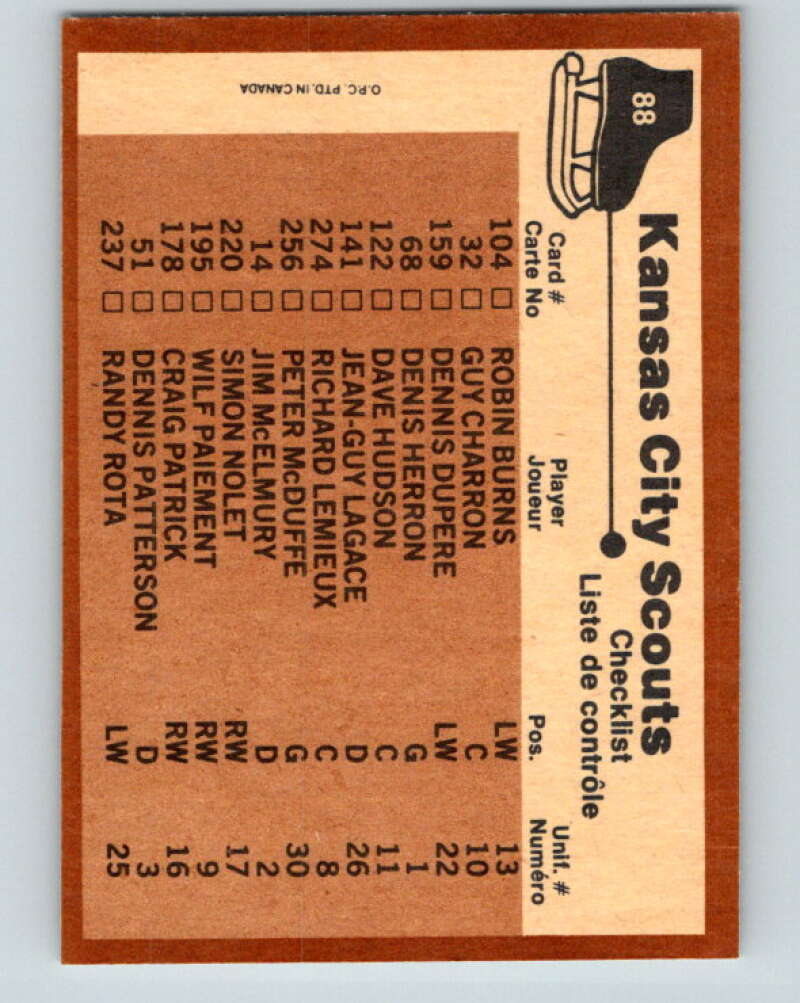 88
Kansas City Scouts
Checklist
Liste de contrôle
Card # Player Pos. Unif. #
Carte No Joueur Numéro
104 □ ROBIN BURNS LW 13
32 □ GUY CHARRON C 10
159 □ DENNIS DUPERE LW 22
68 □ DENIS HERRON G 1
122 □ DAVE HUDSON C 11
141 □ JEAN-GUY LAGACE D 26
274 □ RICHARD LEMIEUX C 8
256 □ PETER McDUFFE G 30
14 □ JIM McELMURY D 2
220 □ SIMON NOLET RW 17
195 □ WILF PAIEMENT RW 9
178 □ CRAIG PATRICK RW 16
51 □ DENNIS PATTERSON D 3
237 □ RANDY ROTA LW 25
O.P.C. PTD. IN CANADA